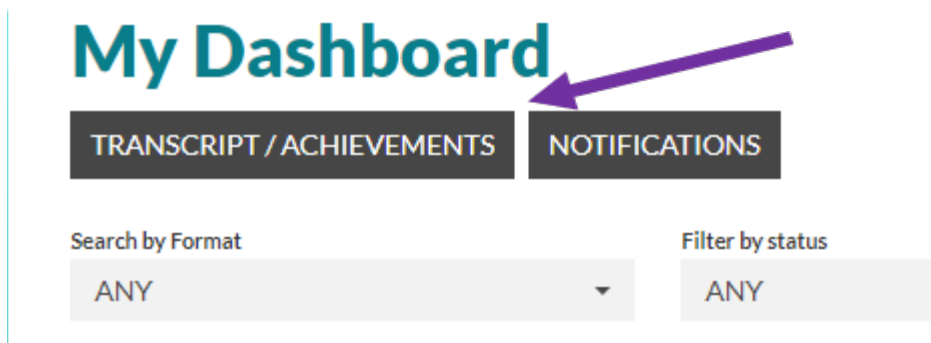 My Dashboard
TRANSCRIPT / ACHIEVEMENTS NOTIFICATIONS
Search by Format Filter by status
ANY ANY